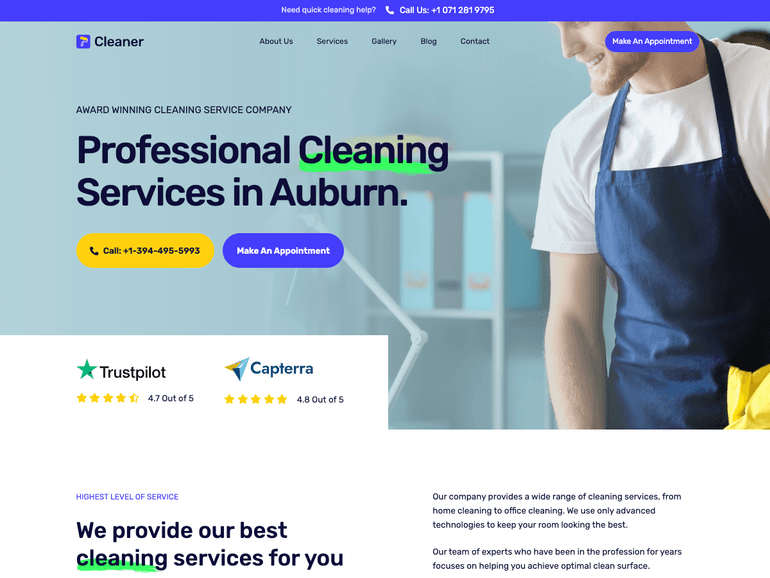 Need quick cleaning help? Call Us: +1 071 281 9795
Cleaner
About Us Services Gallery Blog Contact
Make An Appointment
AWARD WINNING CLEANING SERVICE COMPANY
Professional Cleaning
Services in Auburn.
Call: +1-394-495-5993
Make An Appointment
Trustpilot
4.7 Out of 5
Capterra
4.8 Out of 5
HIGHEST LEVEL OF SERVICE
We provide our best
cleaning services for you
Our company provides a wide range of cleaning services, from
home cleaning to office cleaning. We use only advanced
technologies to keep your room looking the best.
Our team of experts who have been in the profession for years
focuses on helping you achieve optimal clean surface.